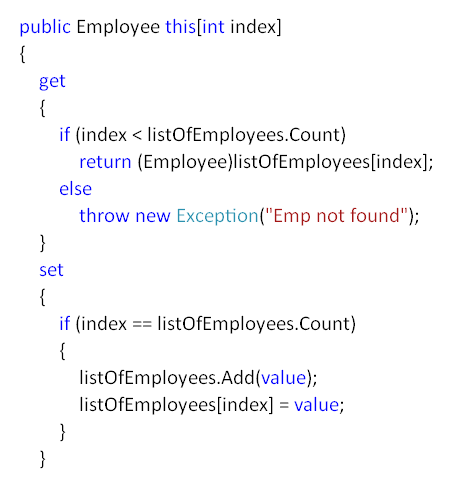 public Employee this[int index]
{
    get
    {
        if (index < listOfEmployees.Count)
            return (Employee)listOfEmployees[index];
        else
            throw new Exception("Emp not found");
    }
    set
    {
        if (index == listOfEmployees.Count)
        {
            listOfEmployees.Add(value);
            listOfEmployees[index] = value;
        }
    }